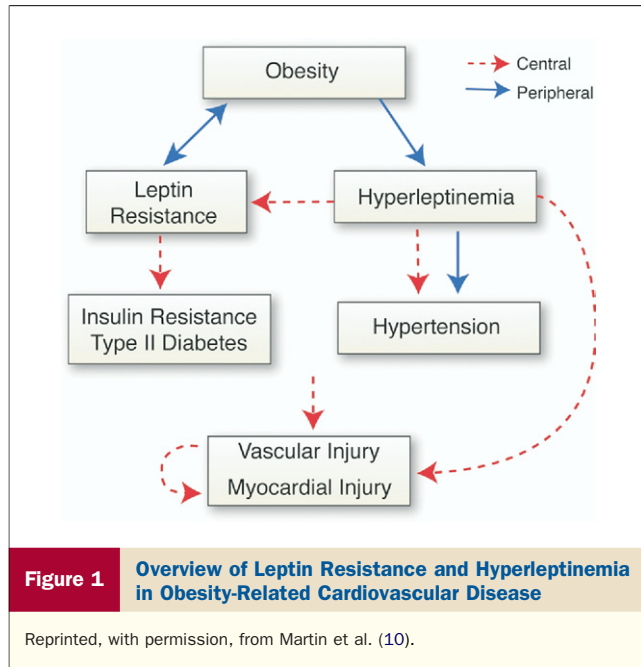 Obesity
Central
Peripheral
Leptin
Resistance
Hyperleptinemia
Insulin Resistance
Type II Diabetes
Hypertension
Vascular Injury
Myocardial Injury
Figure 1
Overview of Leptin Resistance and Hyperleptinemia
in Obesity-Related Cardiovascular Disease
Reprinted, with permission, from Martin et al. (10).